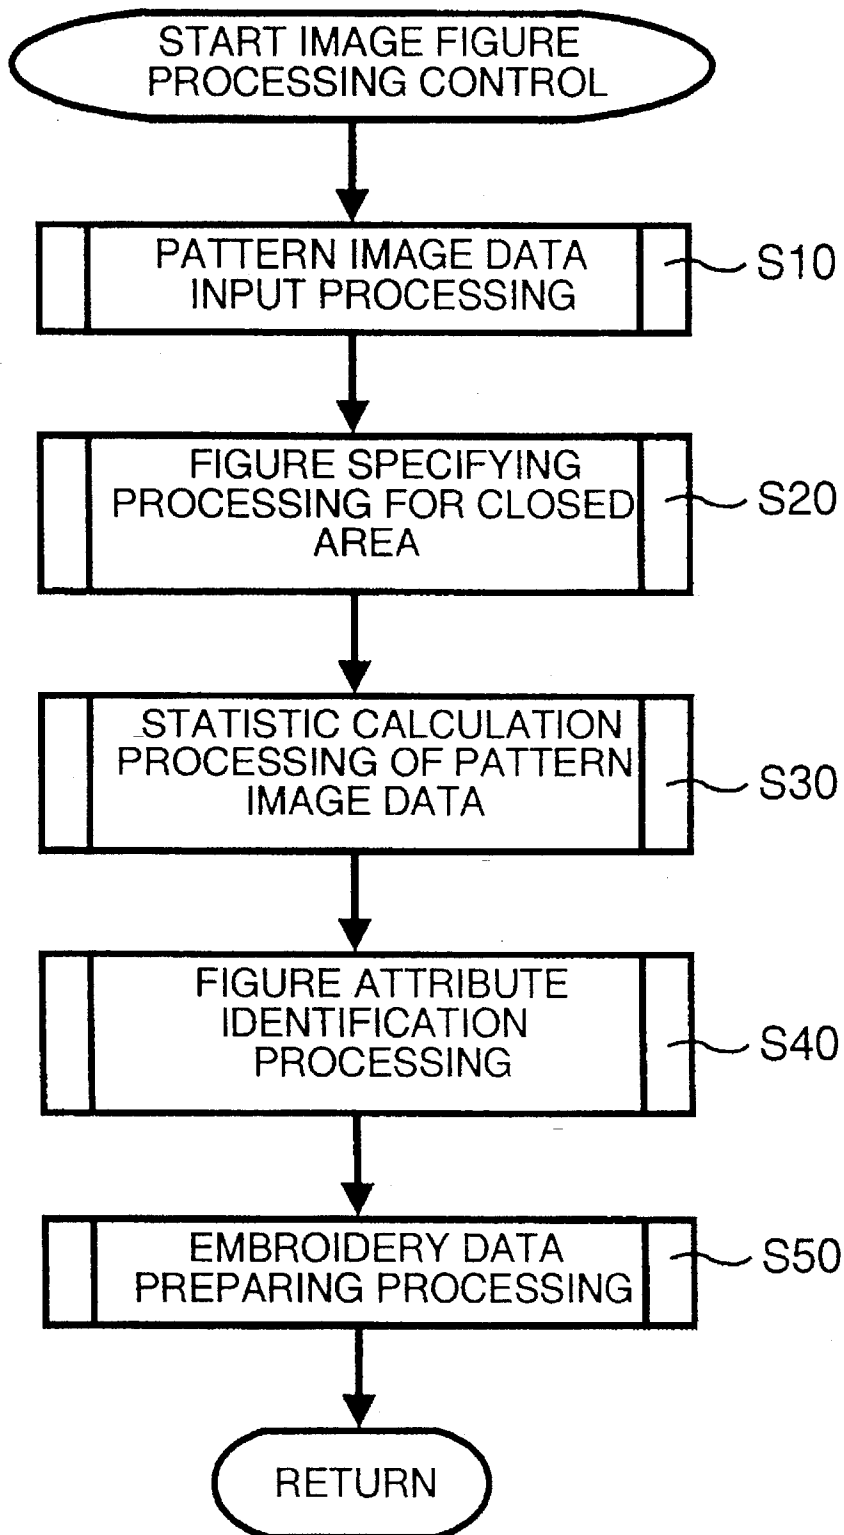 START IMAGE FIGURE
PROCESSING CONTROL
PATTERN IMAGE DATA
INPUT PROCESSING
S10
FIGURE SPECIFYING
PROCESSING FOR CLOSED
AREA
S20
STATISTIC CALCULATION
PROCESSING OF PATTERN
IMAGE DATA
S30
FIGURE ATTRIBUTE
IDENTIFICATION
PROCESSING
S40
EMBROIDERY DATA
PREPARING PROCESSING
S50
RETURN